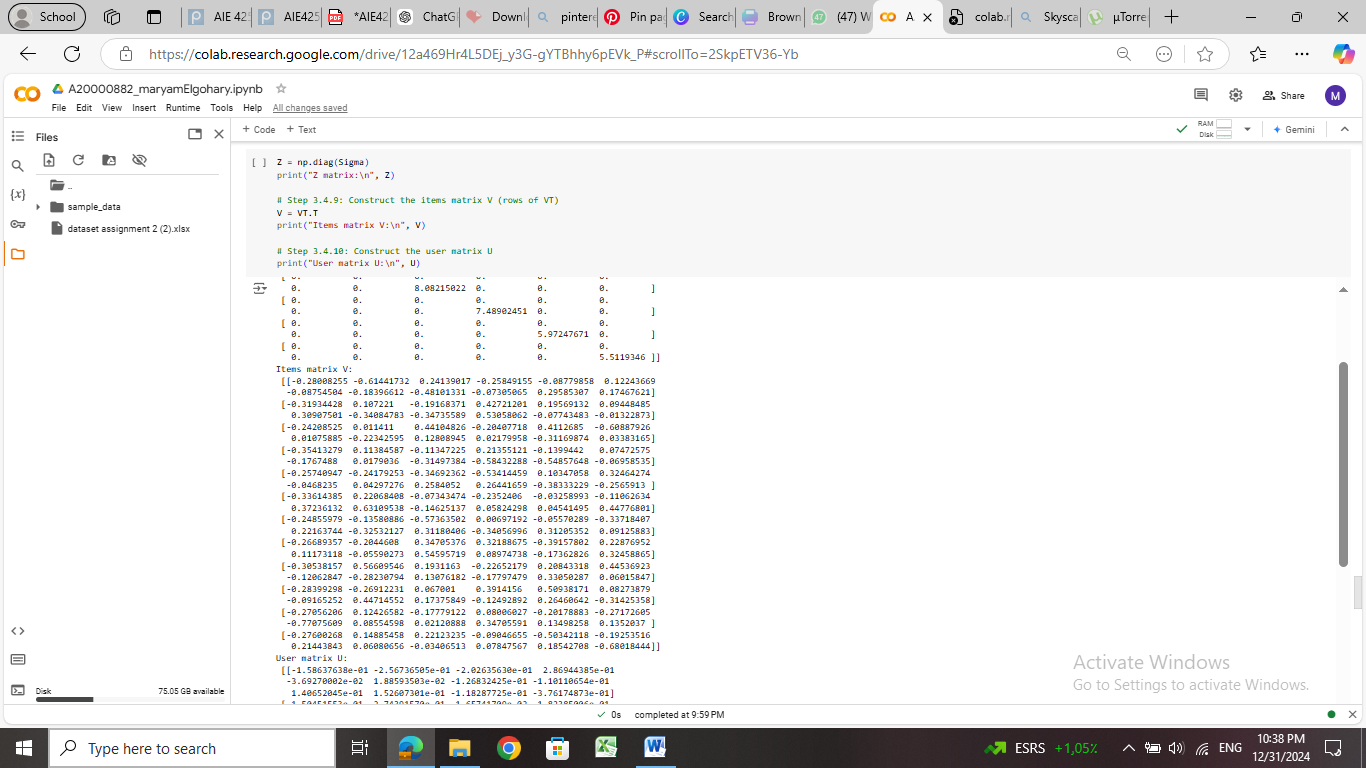 School
AIE 425
AIE425
*AIE42
ChatGI
Downl
pintere
Pin pac
Search
Brown
(47) W
A
colab.r
Skysca
µTorre
https://colab.research.google.com/drive/12a469Hr4L5DEj_y3G-gYTBhhy6pEVk_P#scrollTo=2SkpETV36-Yb
A20000882_maryamElgohary.ipynb
File Edit View Insert Runtime Tools Help All changes saved
Share
M
Files
+ Code + Text
RAM
Disk
Gemini
..
sample_data
dataset assignment 2 (2).xlsx
[ ] Z = np.diag(Sigma)
print("Z matrix:\n", Z)
# Step 3.4.9: Construct the items matrix V (rows of VT)
V = VT.T
print("Items matrix V:\n", V)
# Step 3.4.10: Construct the user matrix U
print("User matrix U:\n", U)
[ 0. 0. 0. 0. 0. 0.
0. 0. 8.08215022 0. 0. 0. ]
[ 0. 0. 0. 0. 0. 0.
0. 0. 0. 7.48902451 0. 0. ]
[ 0. 0. 0. 0. 0. 0.
0. 0. 0. 0. 5.97247671 0. ]
[ 0. 0. 0. 0. 0. 0.
0. 0. 0. 0. 0. 5.5119346 ]]
Items matrix V:
[[-0.28008255 -0.61441732 0.24139017 -0.25849155 -0.08779858 0.12243669
-0.08754504 -0.18396612 -0.48101331 -0.07305065 0.29585307 0.17467621]
[-0.31934428 0.107221 -0.19168371 0.42721201 0.19569132 0.09448485
0.30907501 -0.34084783 -0.34735589 0.53058062 -0.07743483 -0.01322873]
[-0.24208525 0.011411 0.44104826 -0.20407718 0.4112685 -0.60887926
0.01075885 -0.22342595 0.12808945 0.02179958 -0.31169874 0.03383165]
[-0.35413279 0.11384587 -0.11347225 0.21355121 -0.1399442 0.07472575
-0.1767488 0.0179036 -0.31497384 -0.58432288 -0.54857648 -0.06958535]
[-0.25740947 -0.24179253 -0.34692362 -0.53414459 0.10347058 0.32464274
-0.0468235 0.04297276 0.2584052 0.26441659 -0.38333229 -0.2565913 ]
[-0.33614385 0.22068408 -0.07343474 -0.2352406 -0.03258993 -0.11062634
0.37236132 0.63109538 -0.14625137 0.05824298 0.04541495 0.44776801]
[-0.24855979 -0.13580886 -0.57363502 0.00697192 -0.05570289 -0.33718407
0.22163744 -0.32532127 0.31180406 -0.34056996 0.31205352 0.09125883]
[-0.26689357 -0.2044608 0.34705376 0.32188675 -0.39157802 0.22876952
0.11173118 -0.05590273 0.54595719 0.08974738 -0.17362826 0.32458865]
[-0.30538157 0.56609546 0.1931163 -0.22652179 0.20843318 0.44536923
-0.12062847 -0.28230794 0.13076182 -0.17797479 0.33050287 0.06015847]
[-0.28399298 -0.26912231 0.067001 0.3914156 0.50938171 0.08273879
-0.09165252 0.44714552 0.17375849 -0.12492892 0.26460642 -0.31425358]
[-0.27056206 0.12426582 -0.17779122 0.08006027 -0.20178883 -0.27172605
-0.77075609 0.08554598 0.02120888 0.34705591 0.13498258 0.1352037 ]
[-0.27600268 0.14885458 0.22123235 -0.09046655 -0.50342118 -0.19253516
0.21443843 0.06080656 -0.03406513 0.07847567 0.18542708 -0.68018444]]
User matrix U:
[[-1.58637638e-01 -2.56736505e-01 -2.02635630e-01 2.86944385e-01
-3.69270002e-02 1.88593503e-02 -1.26832425e-01 -1.10110654e-01
1.40652045e-01 1.52607301e-01 -1.18287725e-01 -3.76174873e-01]
Activate Windows
Go to Settings to activate Windows.
Disk 75.05 GB available
0s completed at 9:59 PM
Type here to search
ESRS +1,05%
ENG
10:38 PM
12/31/2024